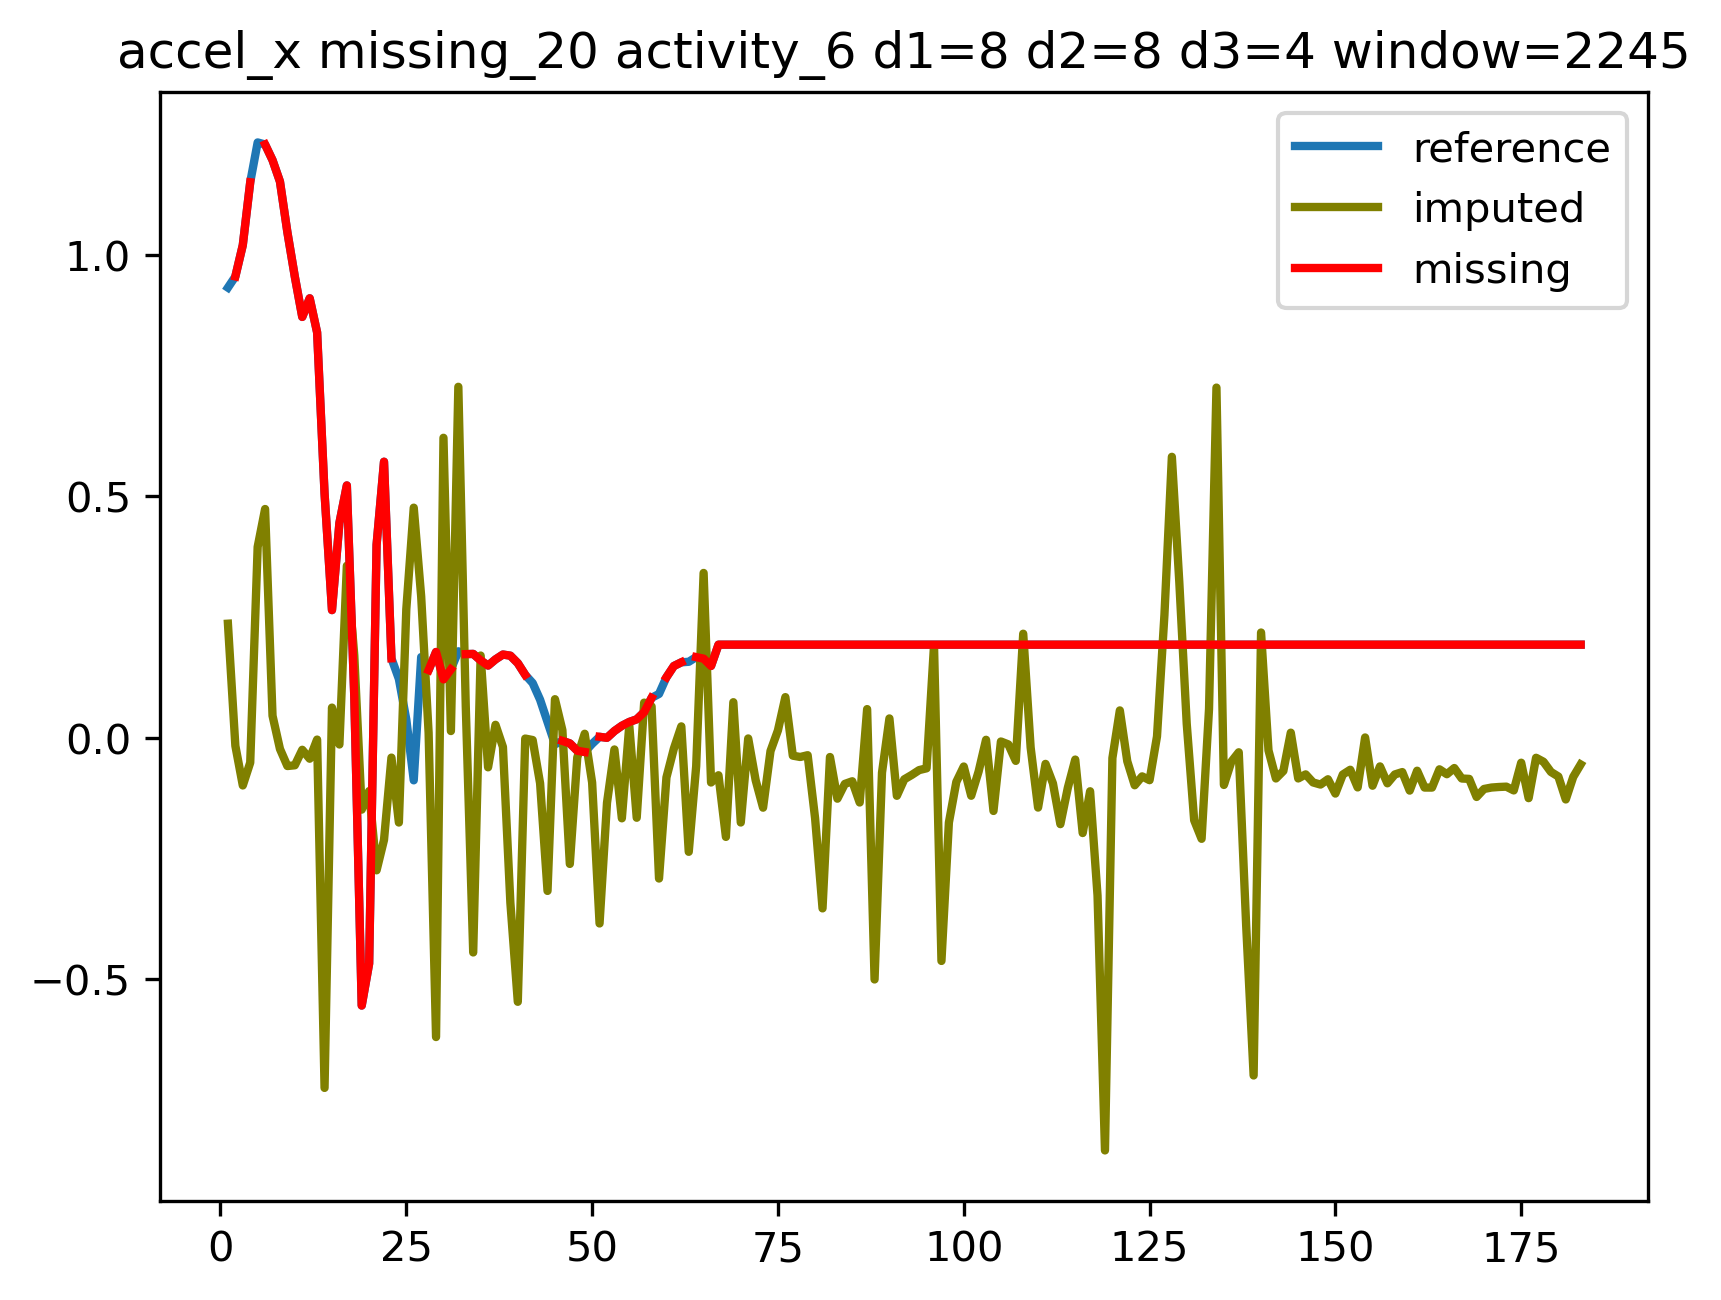 accel_x missing_20 activity_6 d1=8 d2=8 d3=4 window=2245
reference
imputed
missing
1.0
0.5
0.0
−0.5
0 25 50 75 100 125 150 175